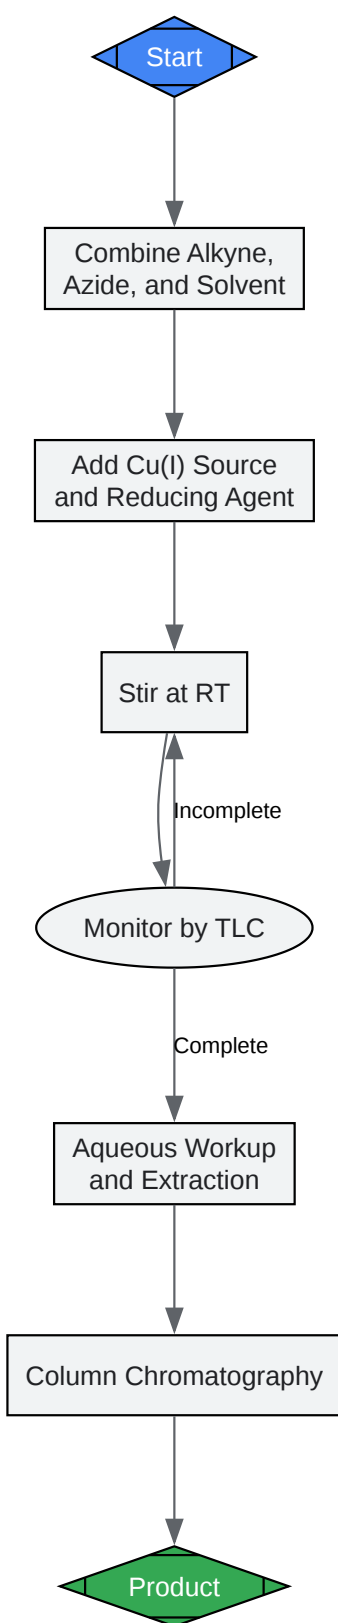 Start
Combine Alkyne,
Azide, and Solvent
Add Cu(I) Source
and Reducing Agent
Stir at RT
Incomplete
Monitor by TLC
Complete
Aqueous Workup
and Extraction
Column Chromatography
Product